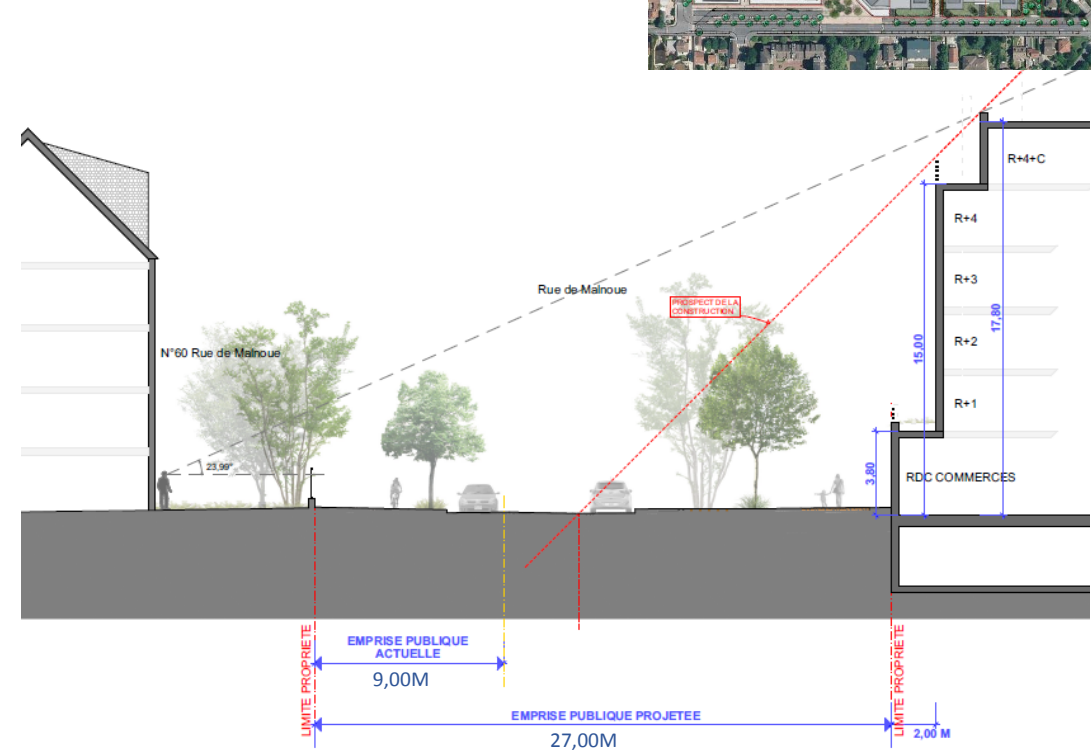 R+4+C
R+4
Rue de Malnoue
R+3
PROSPECT DE LA
CONSTRUCTION
17,80
15,00
R+2
N°60 Rue de Malnoue
R+1
23,99°
3,80
RDC COMMERCES
LIMITE PROPRIETE
EMPRISE PUBLIQUE
ACTUELLE
9,00M
LIMITE PROPRIETE
EMPRISE PUBLIQUE PROJETEE
27,00M
2,00 M